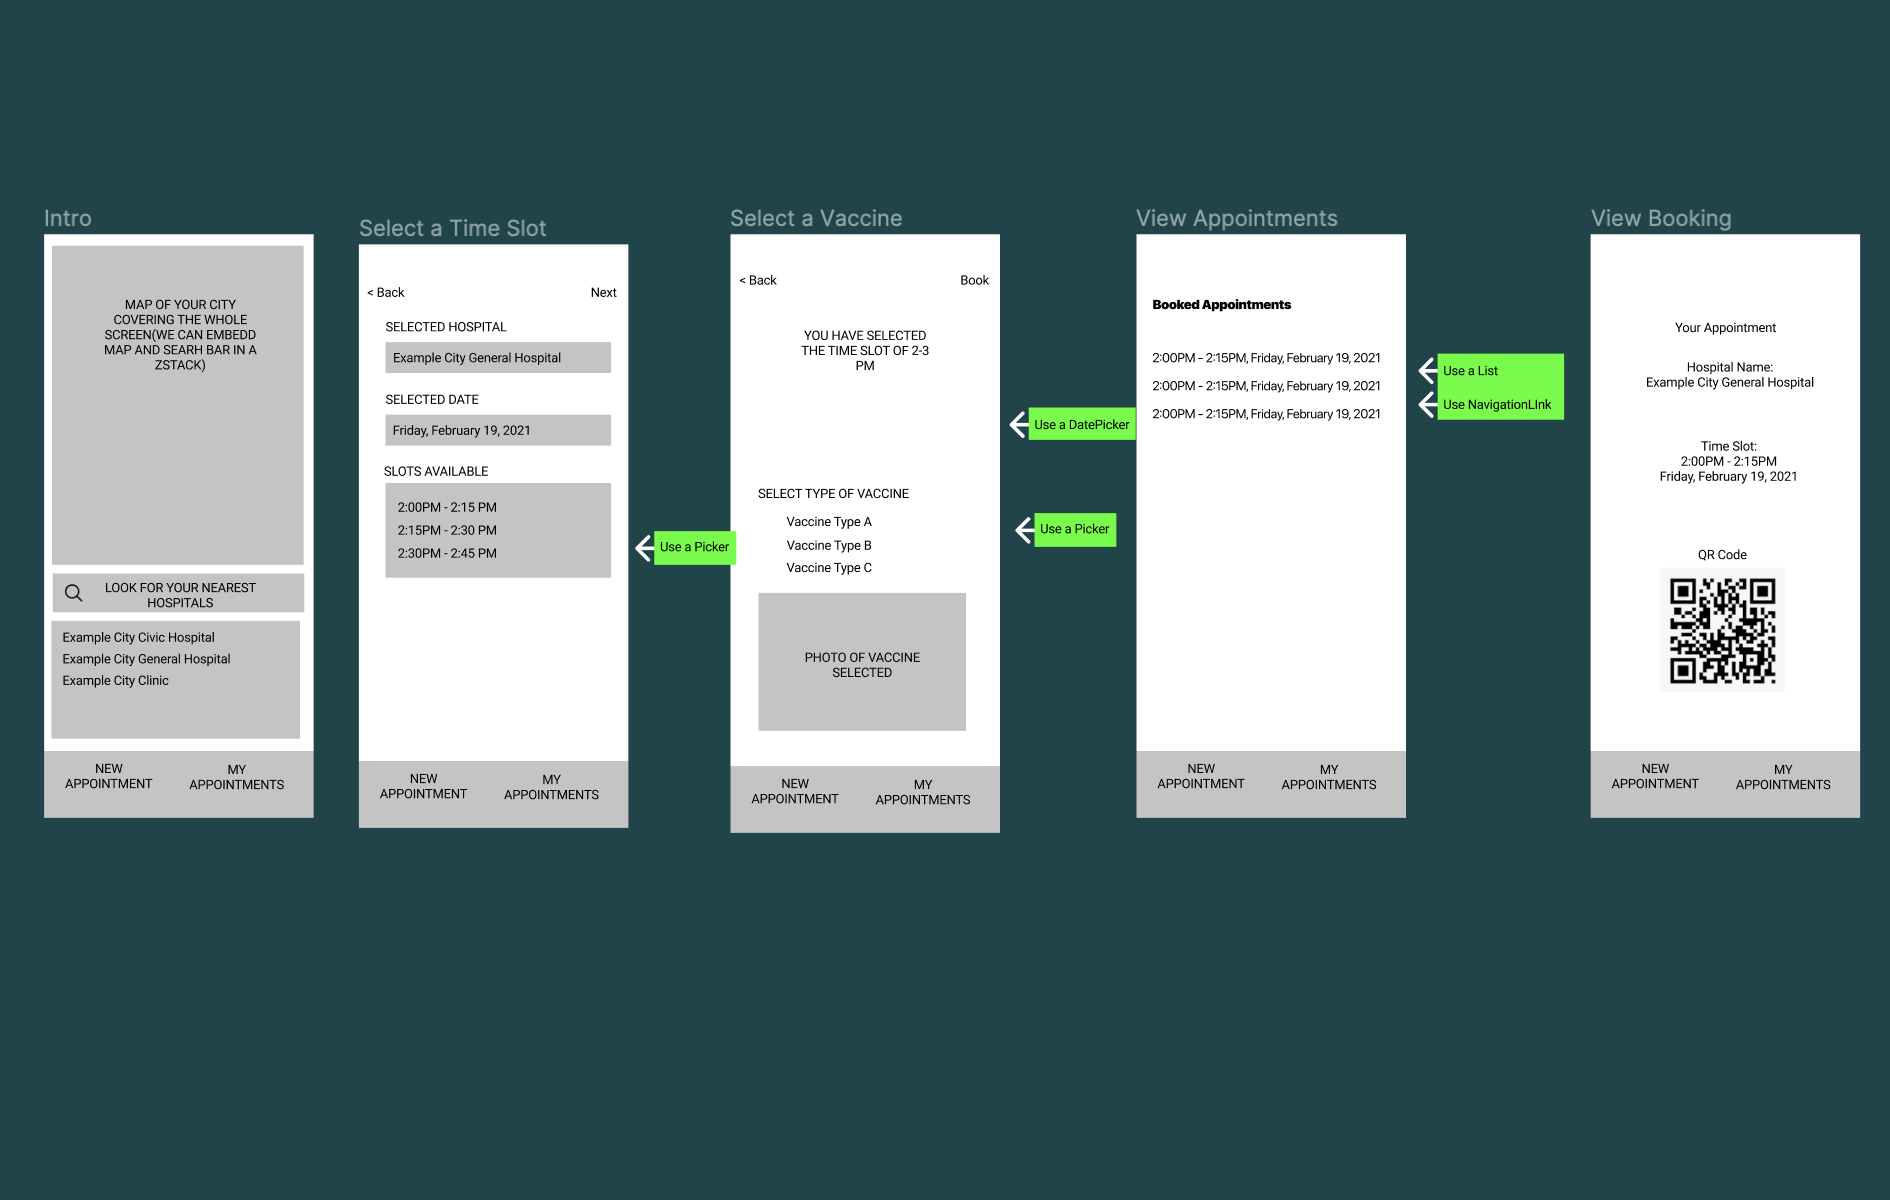 Intro
MAP OF YOUR CITY
COVERING THE WHOLE
SCREEN(WE CAN EMBEDD
MAP AND SEARH BAR IN A
ZSTACK)
LOOK FOR YOUR NEAREST
HOSPITALS
Example City Civic Hospital
Example City General Hospital
Example City Clinic
NEW
APPOINTMENT
MY
APPOINTMENTS
Select a Time Slot
< Back
Next
SELECTED HOSPITAL
Example City General Hospital
SELECTED DATE
Friday, February 19, 2021
SLOTS AVAILABLE
2:00PM - 2:15 PM
2:15PM - 2:30 PM
2:30PM - 2:45 PM
Use a Picker
NEW
APPOINTMENT
MY
APPOINTMENTS
Select a Vaccine
< Back
Book
YOU HAVE SELECTED
THE TIME SLOT OF 2-3
PM
Use a DatePicker
SELECT TYPE OF VACCINE
Vaccine Type A
Vaccine Type B
Vaccine Type C
Use a Picker
PHOTO OF VACCINE
SELECTED
NEW
APPOINTMENT
MY
APPOINTMENTS
View Appointments
Booked Appointments
2:00PM - 2:15PM, Friday, February 19, 2021
2:00PM - 2:15PM, Friday, February 19, 2021
2:00PM - 2:15PM, Friday, February 19, 2021
Use a List
Use NavigationLInk
NEW
APPOINTMENT
MY
APPOINTMENTS
View Booking
Your Appointment
Hospital Name:
Example City General Hospital
Time Slot:
2:00PM - 2:15PM
Friday, February 19, 2021
QR Code
NEW
APPOINTMENT
MY
APPOINTMENTS